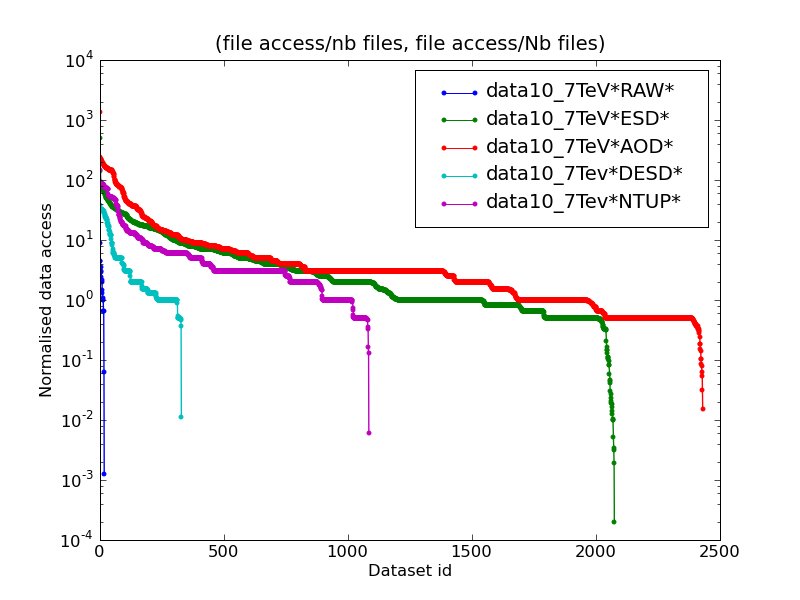 (file access/nb files, file access/Nb files)
10^4
10^3
10^2
10^1
10^0
10^-1
10^-2
10^-3
10^-4
Normalised data access
data10_7TeV*RAW*
data10_7TeV*ESD*
data10_7TeV*AOD*
data10_7Tev*DESD*
data10_7Tev*NTUP*
0 500 1000 1500 2000 2500
Dataset id